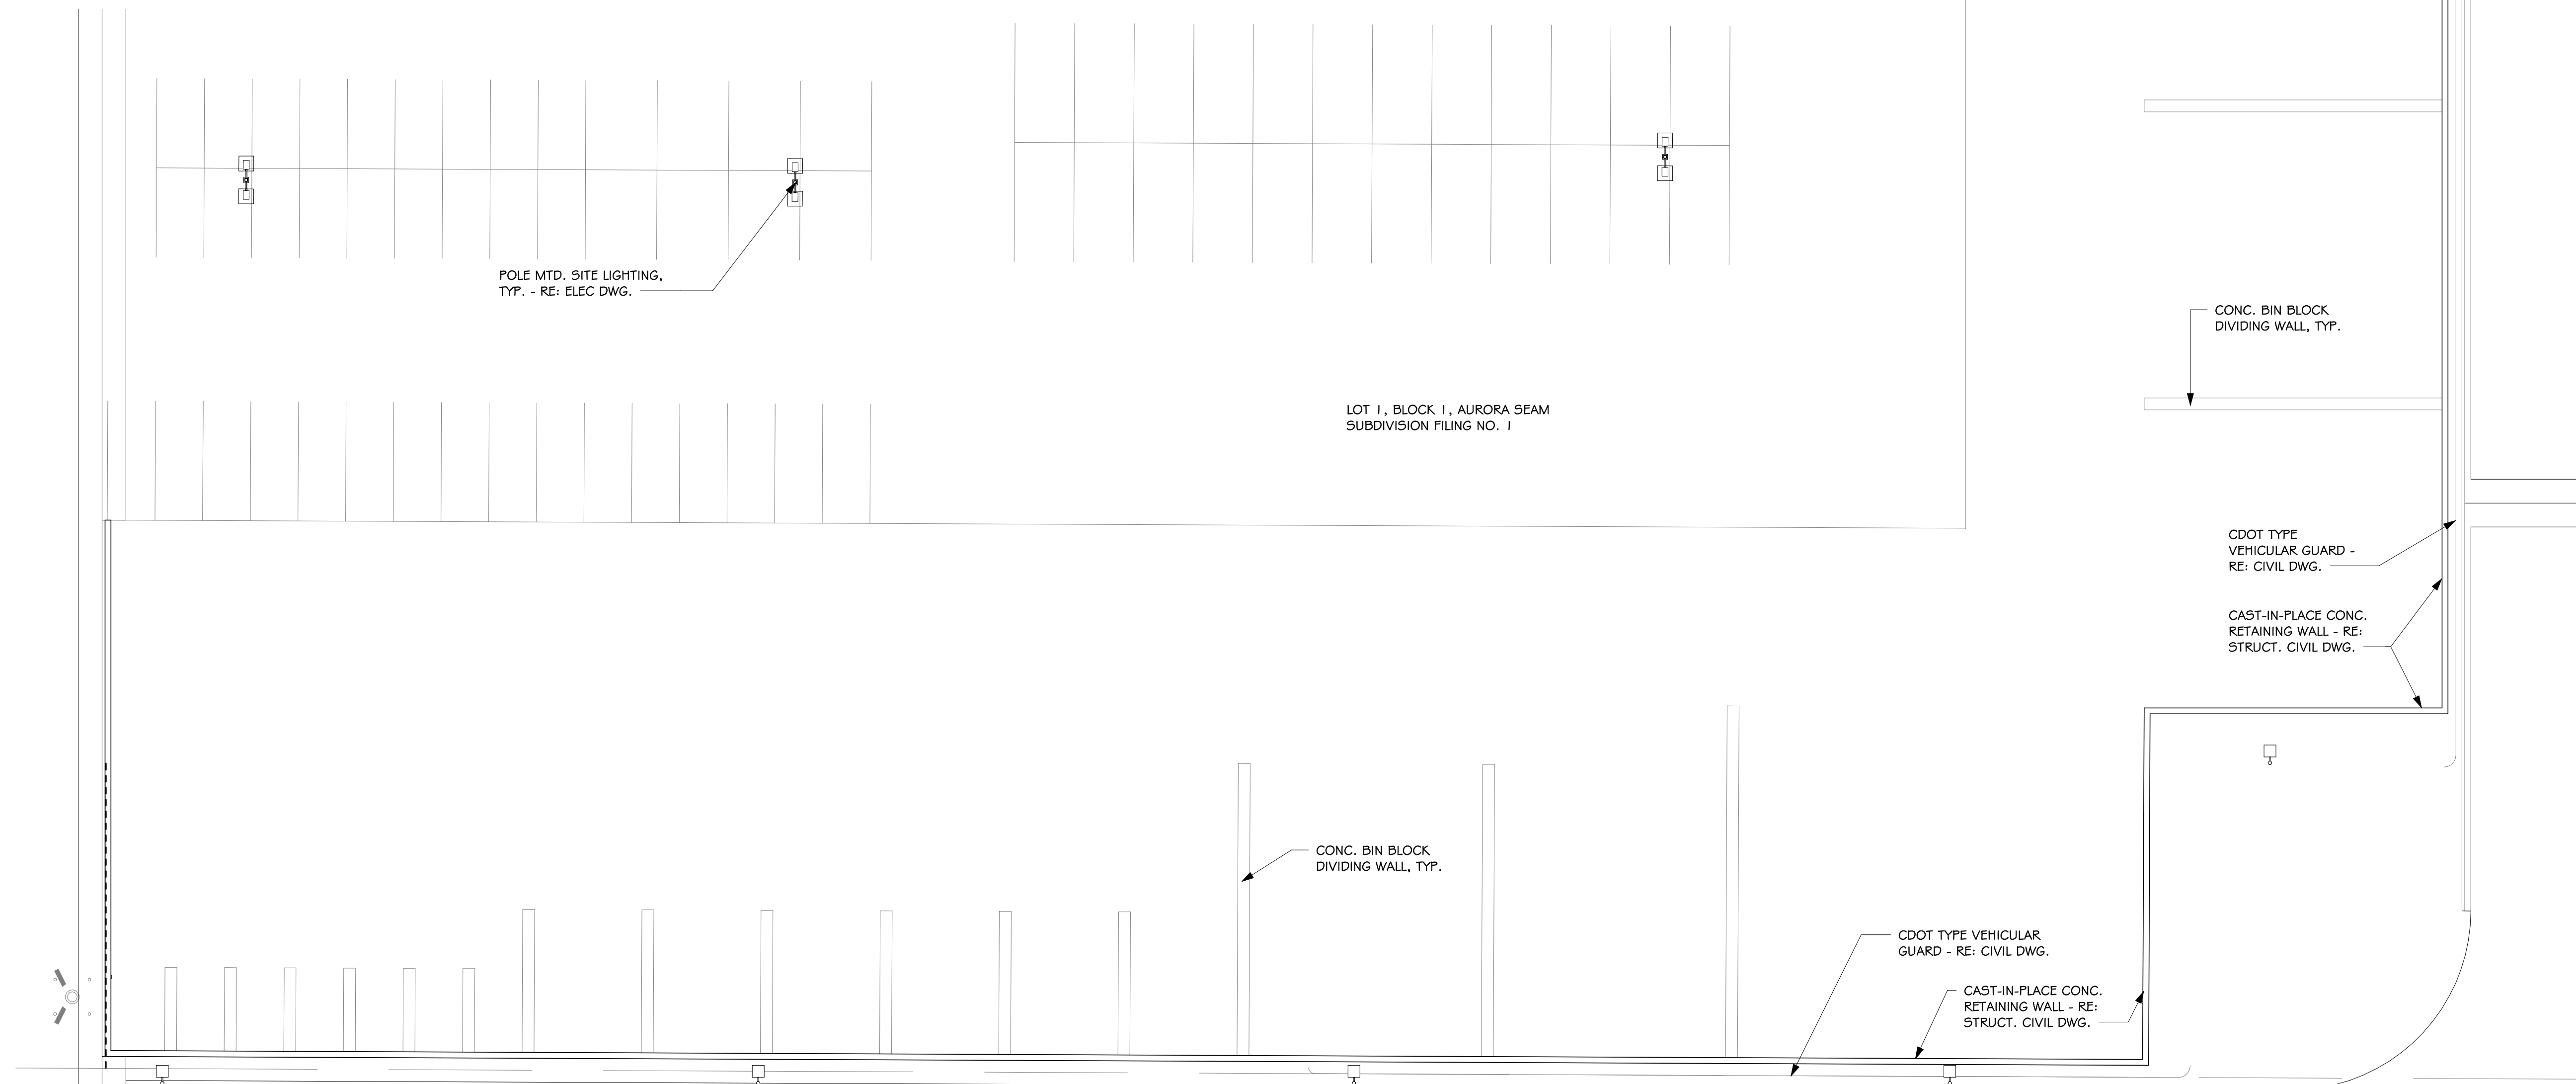 POLE MTD. SITE LIGHTING,
TYP. - RE: ELEC DWG.
CONC. BIN BLOCK
DIVIDING WALL, TYP.
LOT 1, BLOCK 1, AURORA SEAM
SUBDIVISION FILING NO. 1
CDOT TYPE
VEHICULAR GUARD -
RE: CIVIL DWG.
CAST-IN-PLACE CONC.
RETAINING WALL - RE:
STRUCT. CIVIL DWG.
CONC. BIN BLOCK
DIVIDING WALL, TYP.
CDOT TYPE VEHICULAR
GUARD - RE: CIVIL DWG.
CAST-IN-PLACE CONC.
RETAINING WALL - RE:
STRUCT. CIVIL DWG.